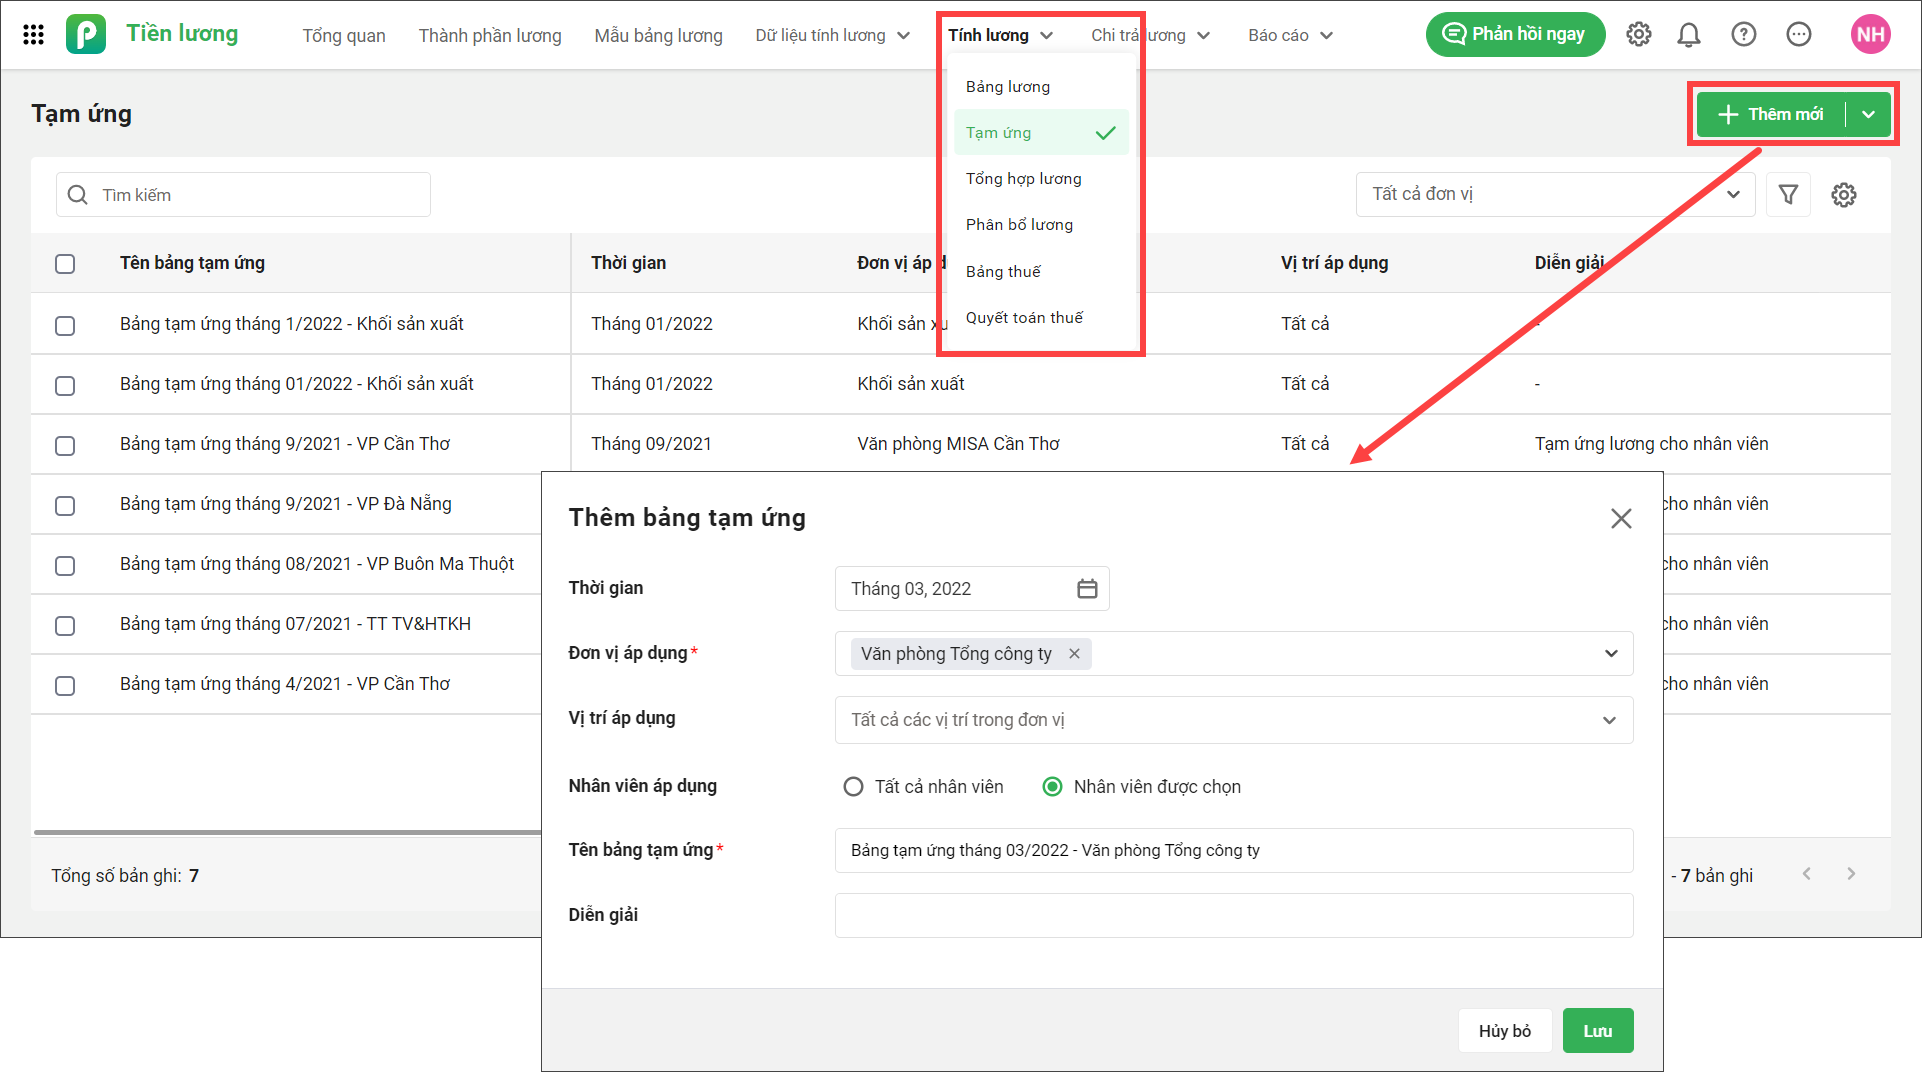 Tiền lương
Tổng quan
Thành phần lương
Mẫu bảng lương
Dữ liệu tính lương
Tính lương
Chi trả lương
Báo cáo
Phản hồi ngay
NH
Bảng lương
Tạm ứng
Tổng hợp lương
Phân bổ lương
Bảng thuế
Quyết toán thuế
Tạm ứng
Thêm mới
Tìm kiếm
Tất cả đơn vị
Tên bảng tạm ứng Thời gian Đơn vị áp Vị trí áp dụng Diễn giải
Bảng tạm ứng tháng 1/2022 - Khối sản xuất Tháng 01/2022 Khối sản xu Tất cả -
Bảng tạm ứng tháng 01/2022 - Khối sản xuất Tháng 01/2022 Khối sản xuất Tất cả -
Bảng tạm ứng tháng 9/2021 - VP Cần Thơ Tháng 09/2021 Văn phòng MISA Cần Thơ Tất cả Tạm ứng lương cho nhân viên
Bảng tạm ứng tháng 9/2021 - VP Đà Nẵng cho nhân viên
Bảng tạm ứng tháng 08/2021 - VP Buôn Ma Thuột cho nhân viên
Bảng tạm ứng tháng 07/2021 - TT TV&HTKH cho nhân viên
Bảng tạm ứng tháng 4/2021 - VP Cần Thơ cho nhân viên
Tổng số bản ghi: 7
- 7 bản ghi
Thêm bảng tạm ứng
Thời gian Tháng 03, 2022
Đơn vị áp dụng* Văn phòng Tổng công ty
Vị trí áp dụng Tất cả các vị trí trong đơn vị
Nhân viên áp dụng Tất cả nhân viên Nhân viên được chọn
Tên bảng tạm ứng* Bảng tạm ứng tháng 03/2022 - Văn phòng Tổng công ty
Diễn giải
Hủy bỏ Lưu